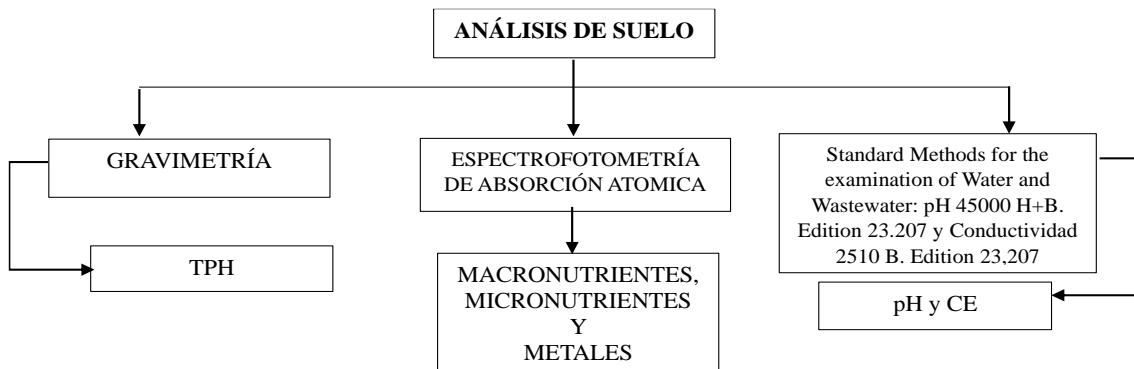 ANÁLISIS DE SUELO
GRAVIMETRÍA
TPH
ESPECTROFOTOMETRÍA
DE ABSORCIÓN ATOMICA
MACRONUTRIENTES,
MICRONUTRIENTES
Y
METALES
Standard Methods for the
examination of Water and
Wastewater: pH 45000 H+B.
Edition 23.207 y Conductividad
2510 B. Edition 23,207
pH y CE